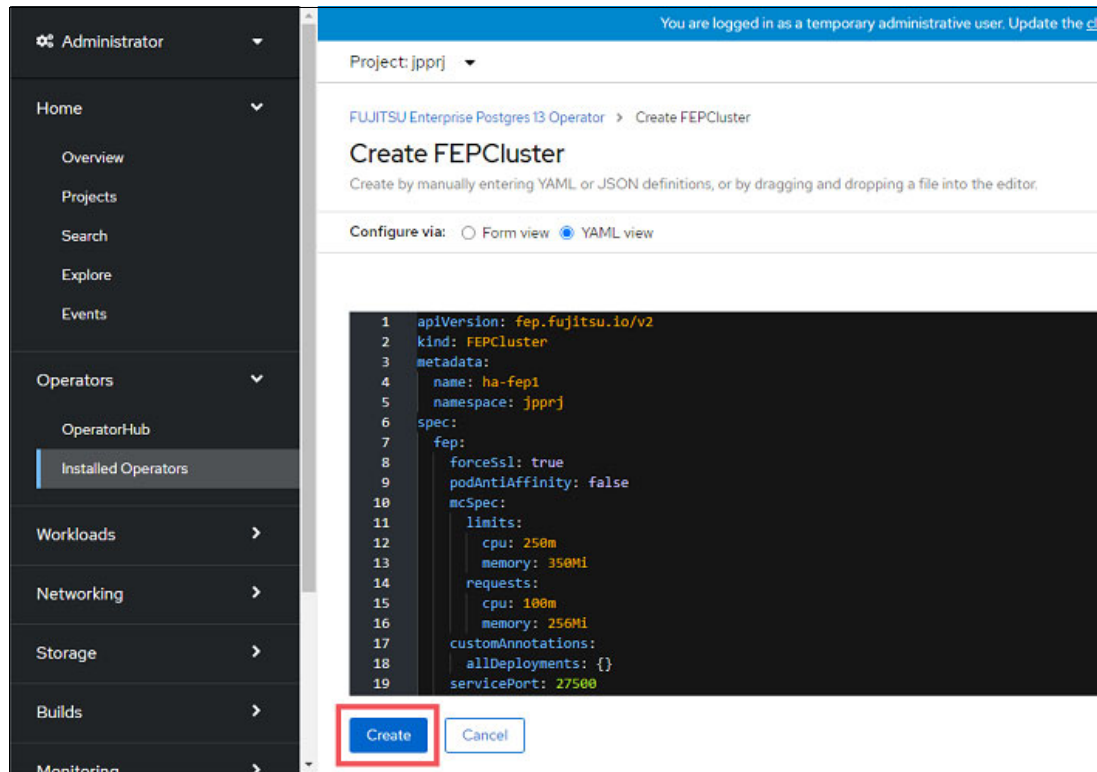 Administrator
Home
Overview
Projects
Search
Explore
Events
Operators
OperatorHub
Installed Operators
Workloads
Networking
Storage
Builds
Monitoring
You are logged in as a temporary administrative user. Update the
Project: jpprj
FUJITSU Enterprise Postgres 13 Operator > Create FEPCluster
Create FEPCluster
Create by manually entering YAML or JSON definitions, or by dragging and dropping a file into the editor.
Configure via: Form view YAML view
1 apiVersion: fep.fujitsu.io/v2
2 kind: FEPCluster
3 metadata:
4 name: ha-fep1
5 namespace: jpprj
6 spec:
7 fep:
8 forceSsl: true
9 podAntiAffinity: false
10 mcSpec:
11 limits:
12 cpu: 250m
13 memory: 350Mi
14 requests:
15 cpu: 100m
16 memory: 256Mi
17 customAnnotations:
18 allDeployments: {}
19 servicePort: 27500
Create Cancel